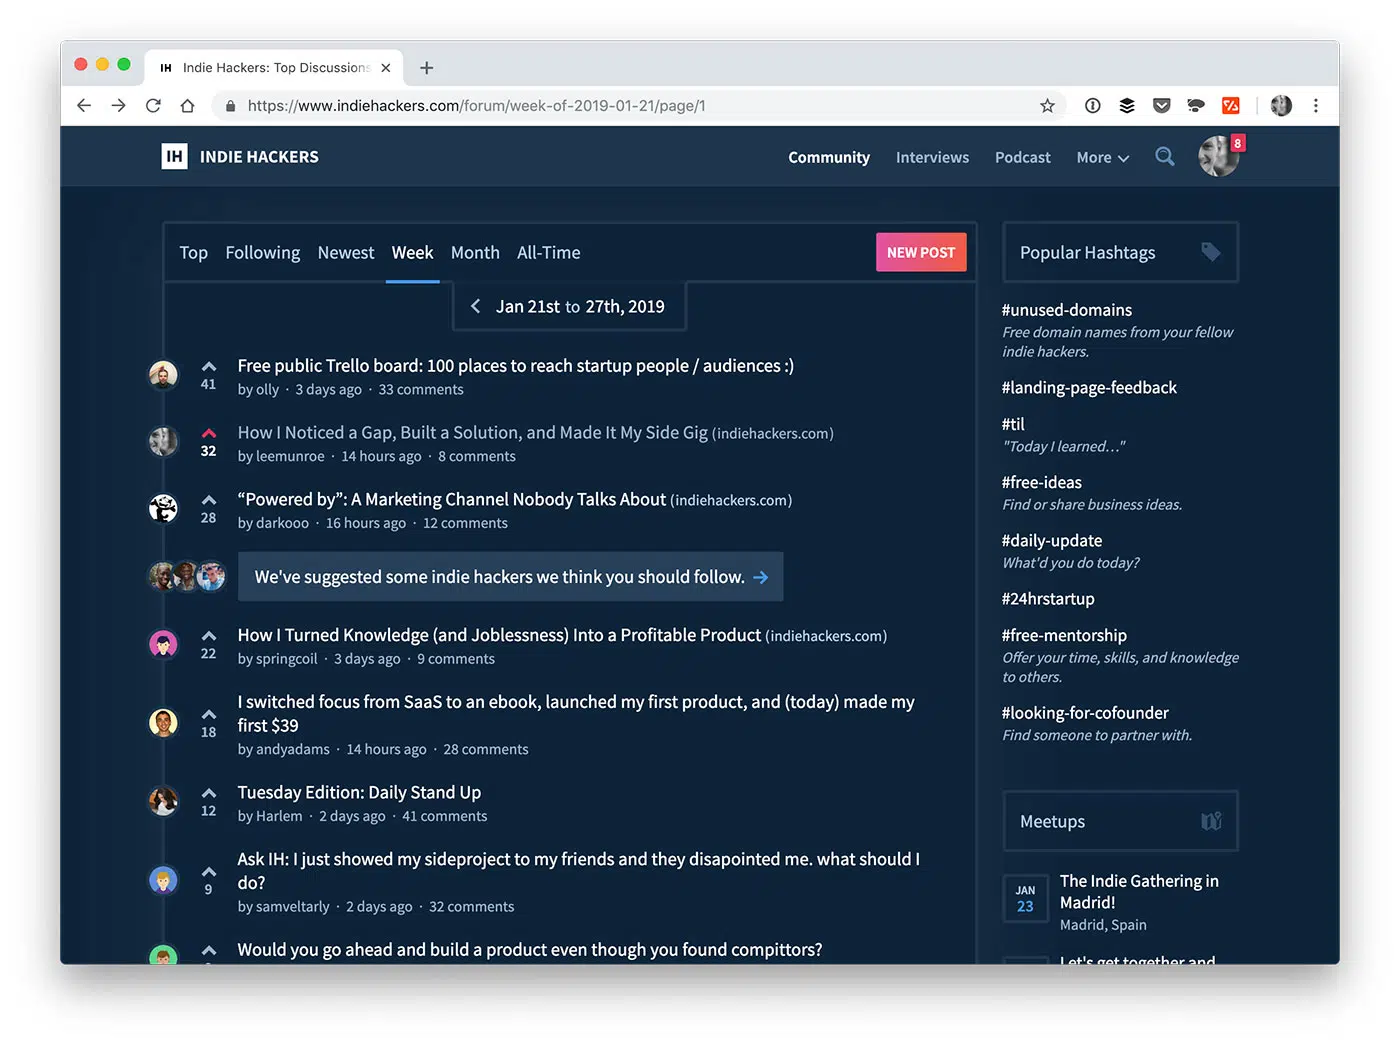 IH Indie Hackers: Top Discussions
https://www.indiehackers.com/forum/week-of-2019-01-21/page/1
IH INDIE HACKERS
Community Interviews Podcast More
8
Top Following Newest Week Month All-Time
NEW POST
Jan 21st to 27th, 2019
41
Free public Trello board: 100 places to reach startup people / audiences :)
by olly · 3 days ago · 33 comments
32
How I Noticed a Gap, Built a Solution, and Made It My Side Gig (indiehackers.com)
by leemunroe · 14 hours ago · 8 comments
28
“Powered by”: A Marketing Channel Nobody Talks About (indiehackers.com)
by darkooo · 16 hours ago · 12 comments
We've suggested some indie hackers we think you should follow.
22
How I Turned Knowledge (and Joblessness) Into a Profitable Product (indiehackers.com)
by springcoil · 3 days ago · 9 comments
18
I switched focus from SaaS to an ebook, launched my first product, and (today) made my
first $39
by andyadams · 14 hours ago · 28 comments
12
Tuesday Edition: Daily Stand Up
by Harlem · 2 days ago · 41 comments
9
Ask IH: I just showed my sideproject to my friends and they disapointed me. what should I
do?
by samveltarly · 2 days ago · 32 comments
Would you go ahead and build a product even though you found compittors?
Popular Hashtags
#unused-domains
Free domain names from your fellow
indie hackers.
#landing-page-feedback
#til
"Today I learned…"
#free-ideas
Find or share business ideas.
#daily-update
What'd you do today?
#24hrstartup
#free-mentorship
Offer your time, skills, and knowledge
to others.
#looking-for-cofounder
Find someone to partner with.
Meetups
JAN
23
The Indie Gathering in
Madrid!
Madrid, Spain
Let's get together and